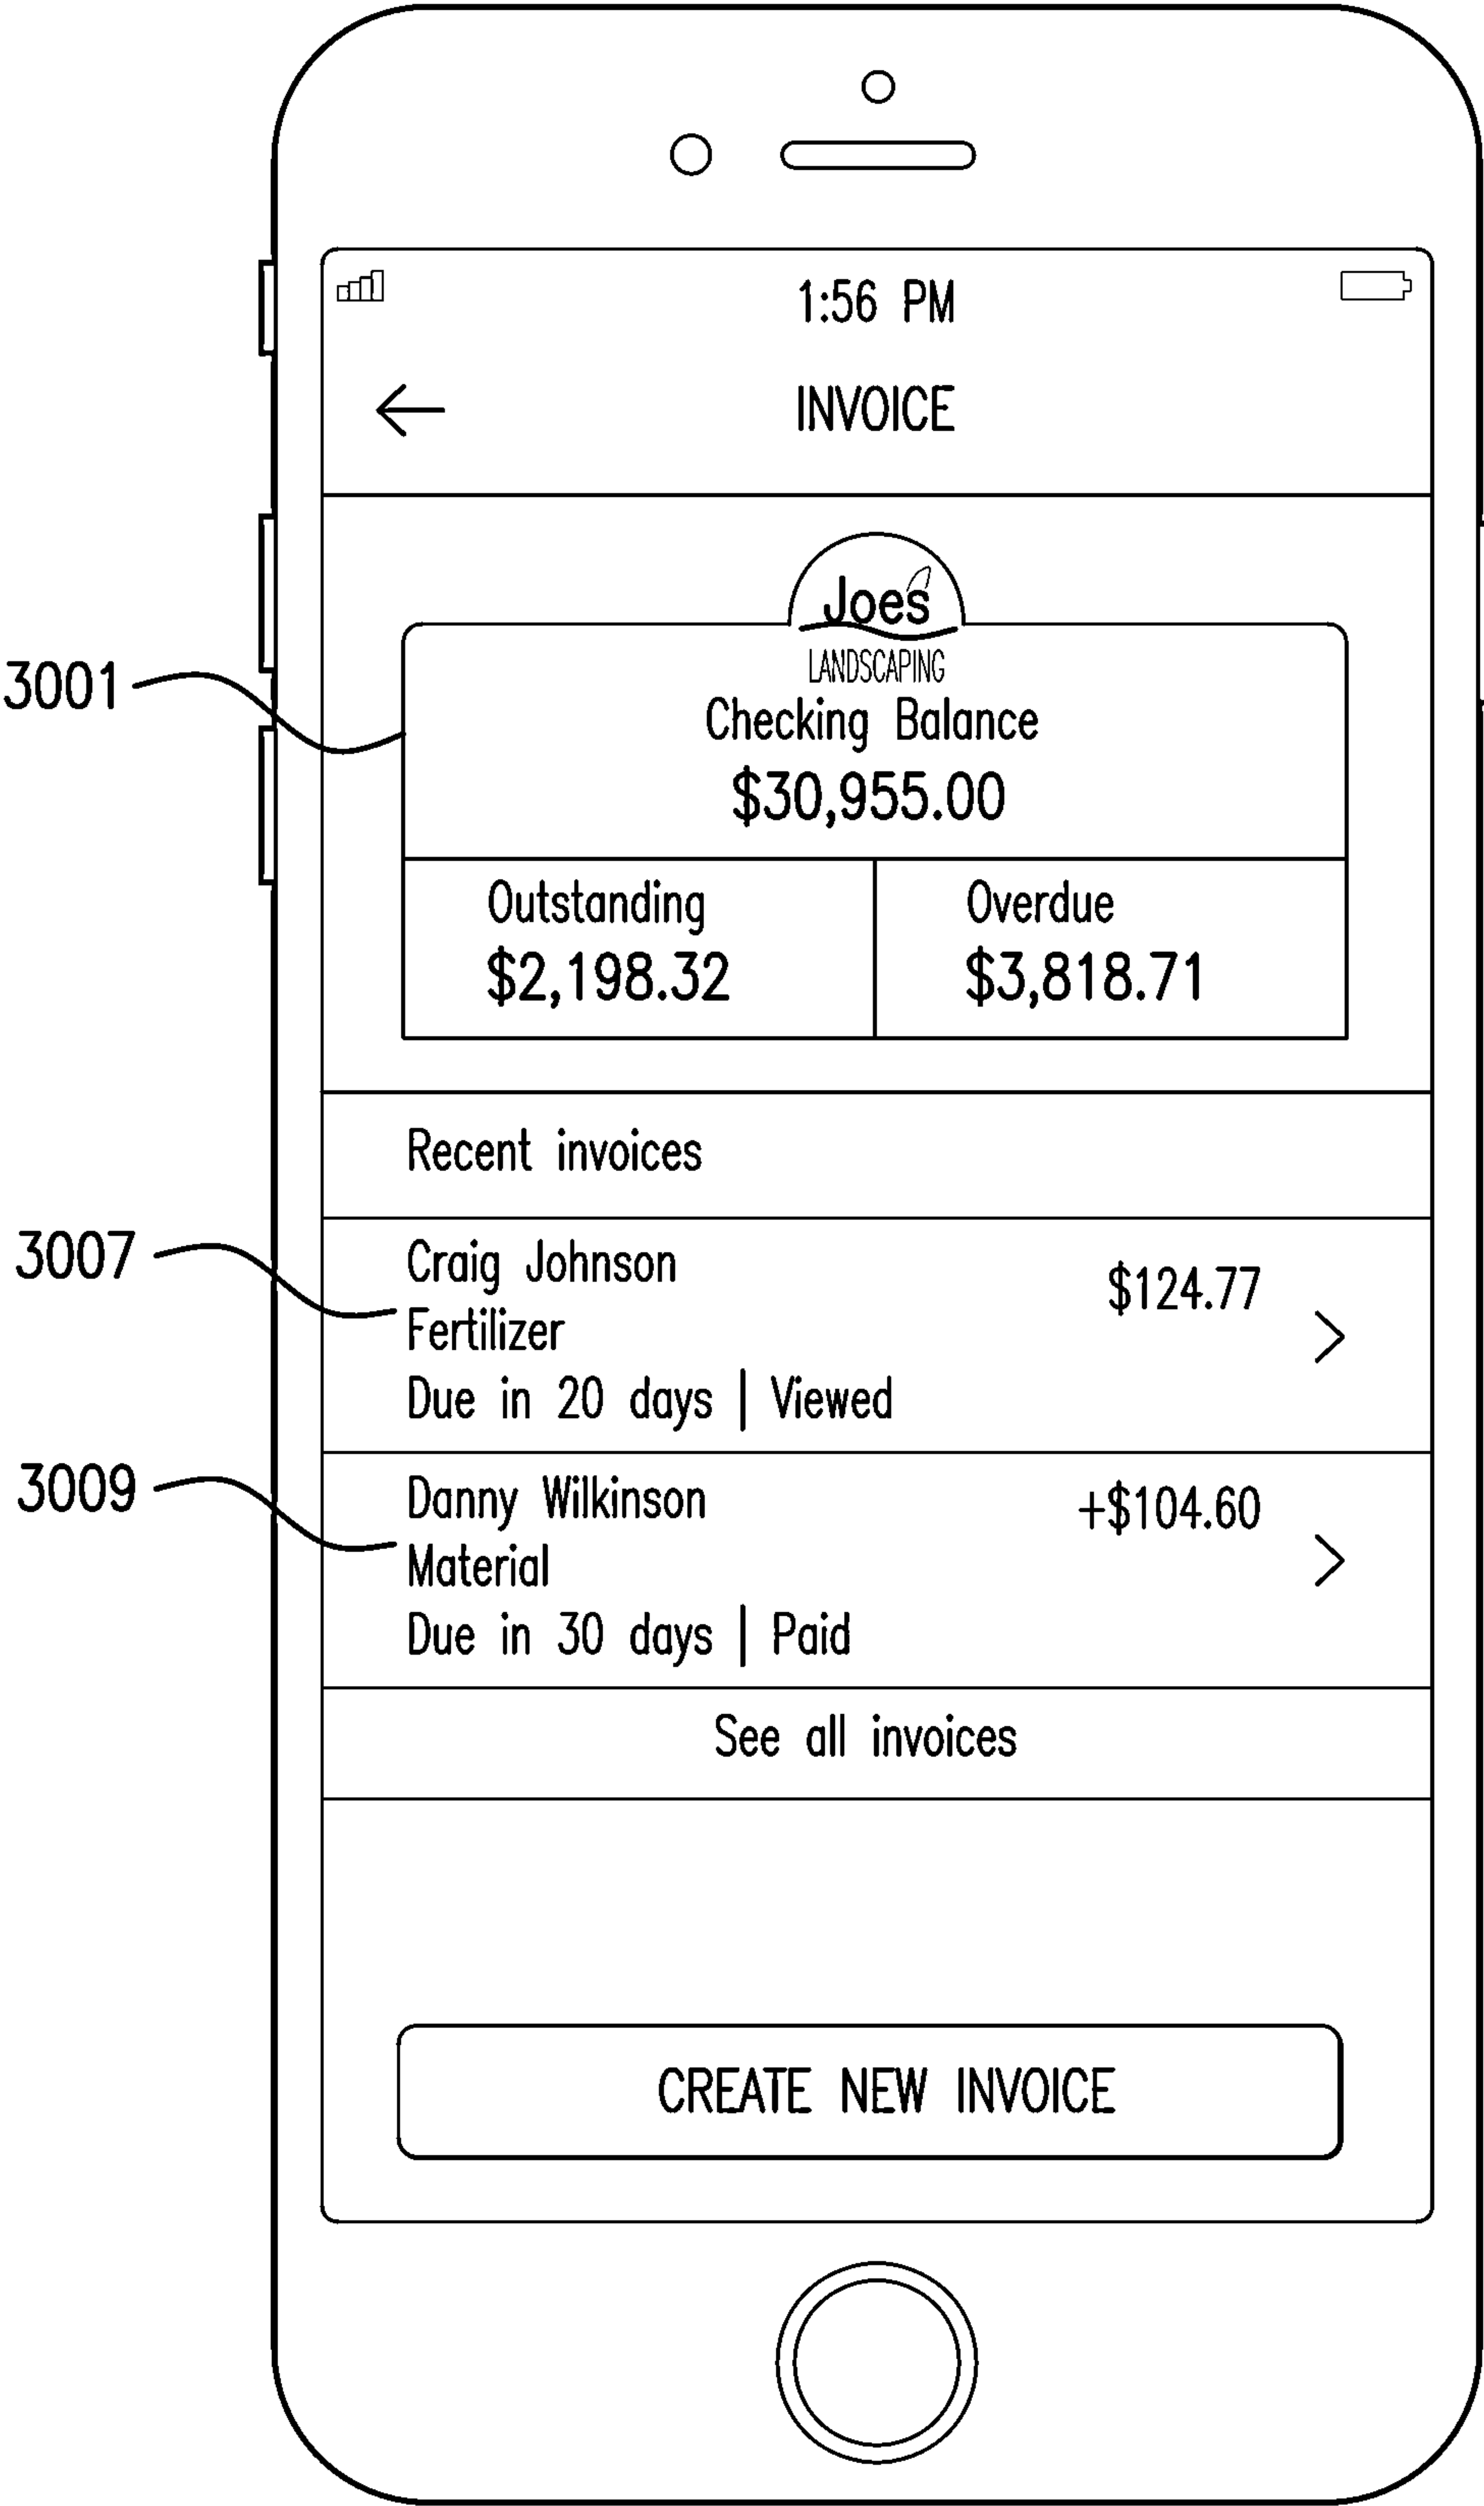 1:56 PM
INVOICE
Joe's
LANDSCAPING
3001
Checking Balance
$30,955.00
Outstanding
Overdue
$2,198.32
$3,818.71
Recent invoices
3007
Craig Johnson
$124.77
Fertilizer
Due in 20 days | Viewed
3009
Danny Wilkinson
+$104.60
Material
Due in 30 days | Paid
See all invoices
CREATE NEW INVOICE